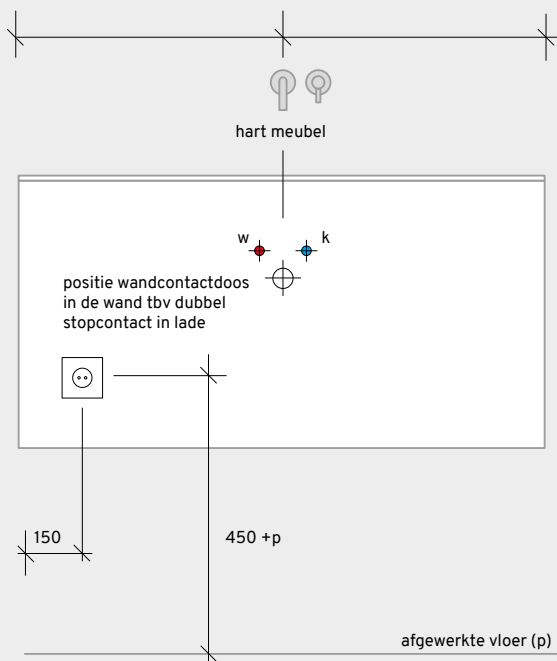 hart meubel
w
k
positie wandcontactdoos
in de wand tbv dubbel
stopcontact in lade
150
450 +p
afgewerkte vloer (p)